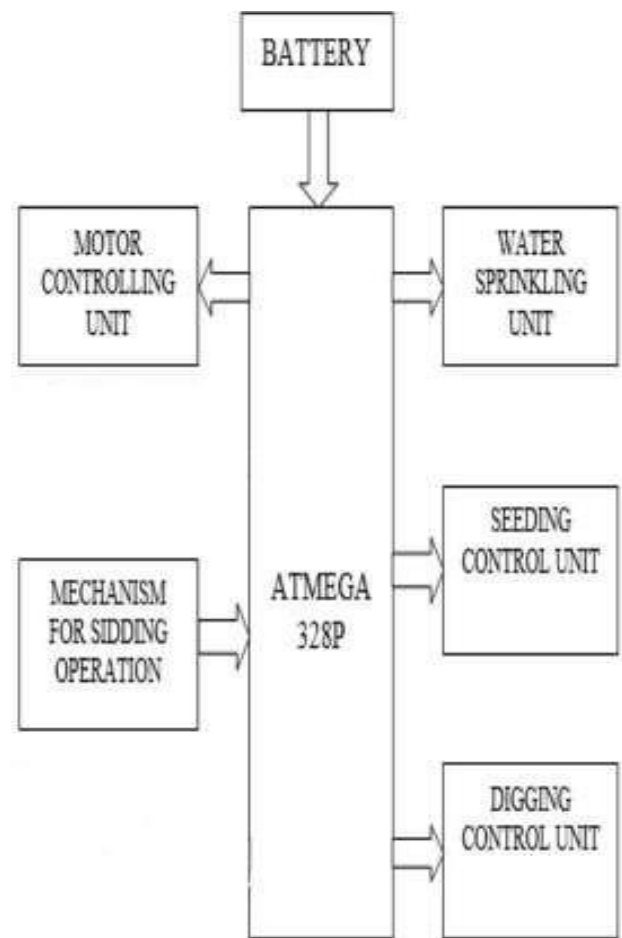 BATTERY
MOTOR
CONTROLLING
UNIT
WATER
SPRINKLING
UNIT
MECHANISM
FOR SIDDING
OPERATION
ATMEGA
328P
SEEDING
CONTROL UNIT
DIGGING
CONTROL UNIT